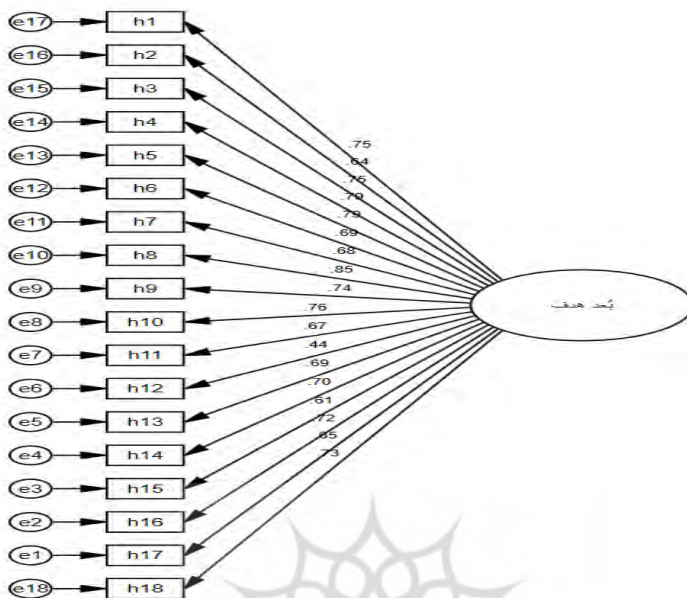 e17 h1
e16 h2
e15 h3
e14 h4
e13 h5
e12 h6
e11 h7
e10 h8
e9 h9
e8 h10
e7 h11
e6 h12
e5 h13
e4 h14
e3 h15
e2 h16
e1 h17
e18 h18
.75
.64
.75
.79
.79
.69
.68
.85
.74
.76
.67
.44
.69
.70
.61
.72
.65
.73
بُعد هدف